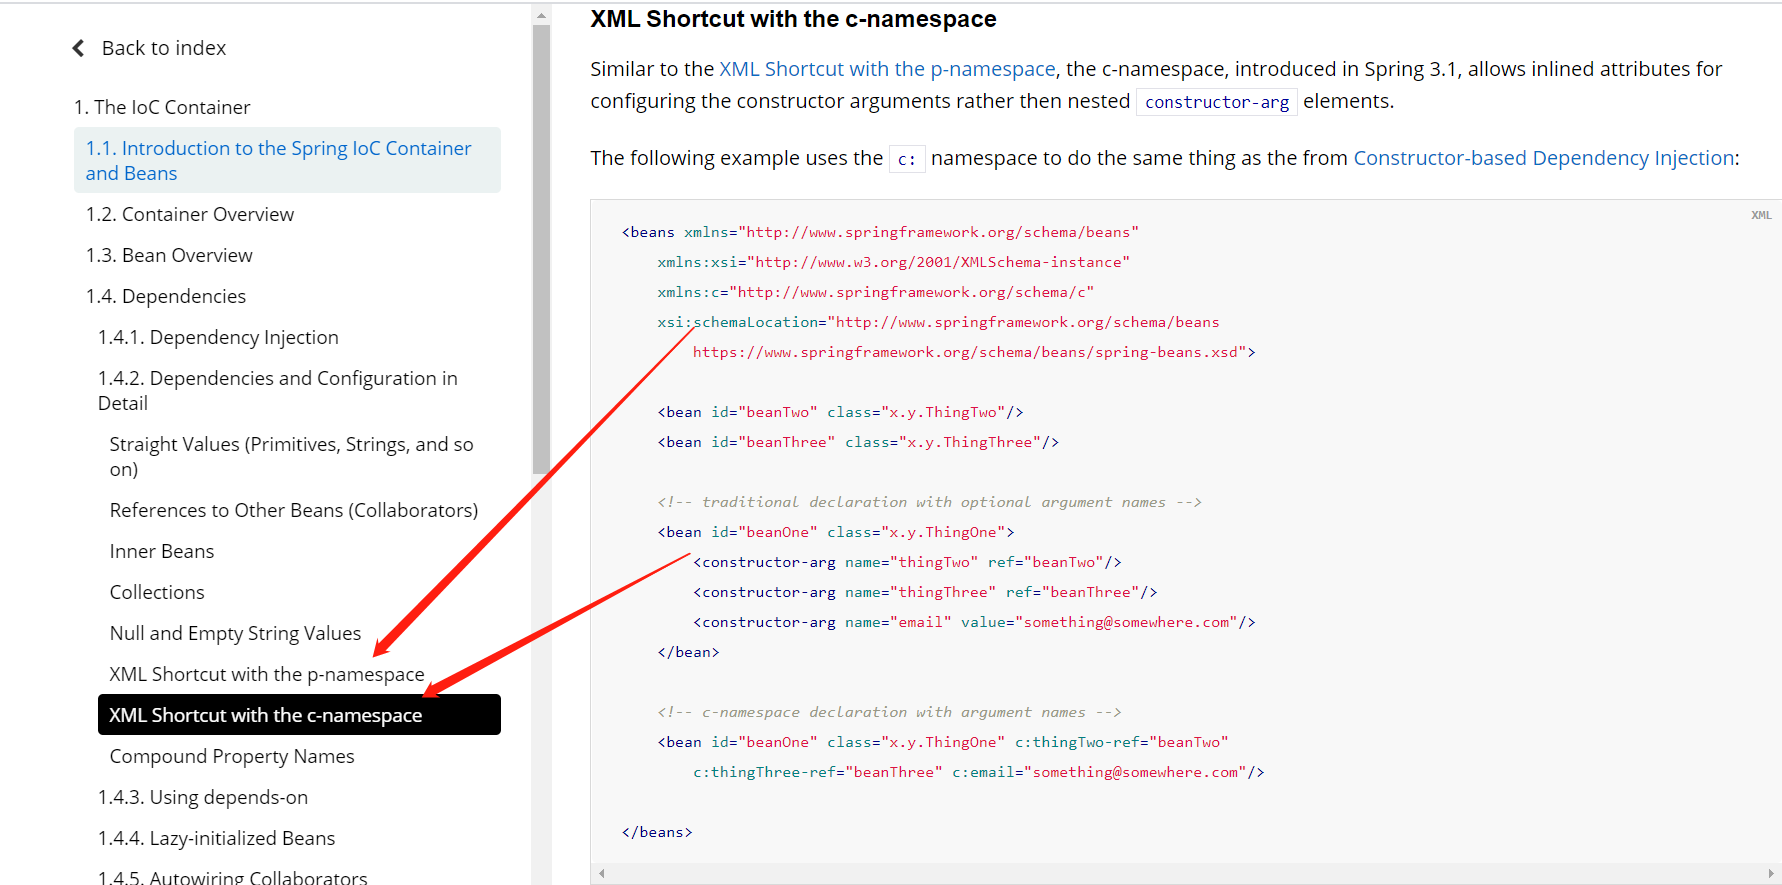 Back to index
1. The IoC Container
1.1. Introduction to the Spring IoC Container
and Beans
1.2. Container Overview
1.3. Bean Overview
1.4. Dependencies
1.4.1. Dependency Injection
1.4.2. Dependencies and Configuration in
Detail
Straight Values (Primitives, Strings, and so
on)
References to Other Beans (Collaborators)
Inner Beans
Collections
Null and Empty String Values
XML Shortcut with the p-namespace
XML Shortcut with the c-namespace
Compound Property Names
1.4.3. Using depends-on
1.4.4. Lazy-initialized Beans
1.4.5. Autowiring Collaborators
XML Shortcut with the c-namespace
Similar to the XML Shortcut with the p-namespace, the c-namespace, introduced in Spring 3.1, allows inlined attributes for
configuring the constructor arguments rather then nested constructor-arg elements.
The following example uses the c: namespace to do the same thing as the from Constructor-based Dependency Injection:
XML
<beans xmlns="http://www.springframework.org/schema/beans"
xmlns:xsi="http://www.w3.org/2001/XMLSchema-instance"
xmlns:c="http://www.springframework.org/schema/c"
xsi:schemaLocation="http://www.springframework.org/schema/beans
https://www.springframework.org/schema/beans/spring-beans.xsd">
<bean id="beanTwo" class="x.y.ThingTwo"/>
<bean id="beanThree" class="x.y.ThingThree"/>
<!-- traditional declaration with optional argument names -->
<bean id="beanOne" class="x.y.ThingOne">
<constructor-arg name="thingTwo" ref="beanTwo"/>
<constructor-arg name="thingThree" ref="beanThree"/>
<constructor-arg name="email" value="something@somewhere.com"/>
</bean>
<!-- c-namespace declaration with argument names -->
<bean id="beanOne" class="x.y.ThingOne" c:thingTwo-ref="beanTwo"
c:thingThree-ref="beanThree" c:email="something@somewhere.com"/>
</beans>